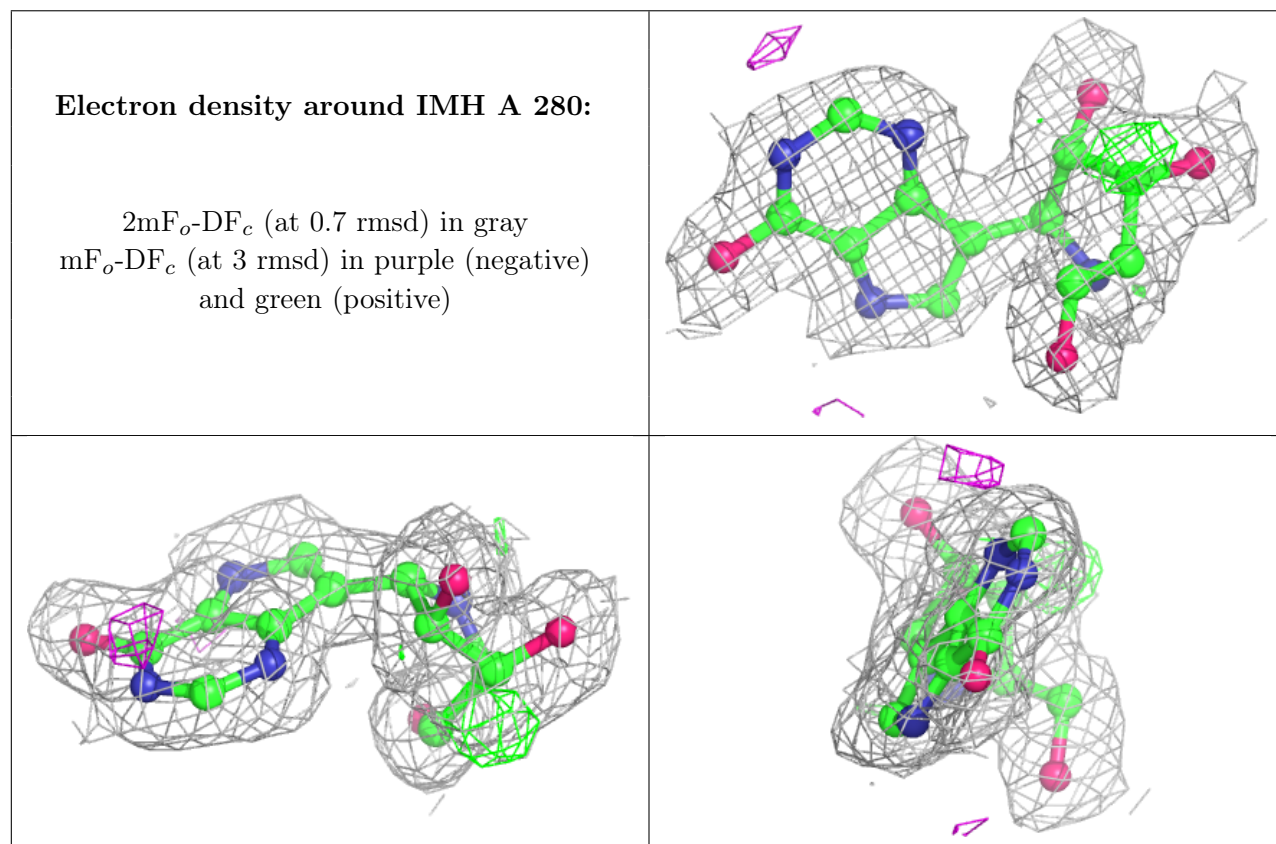 Electron density around IMH A 280:
2mFo-DFc (at 0.7 rmsd) in gray
mFo-DFc (at 3 rmsd) in purple (negative)
and green (positive)